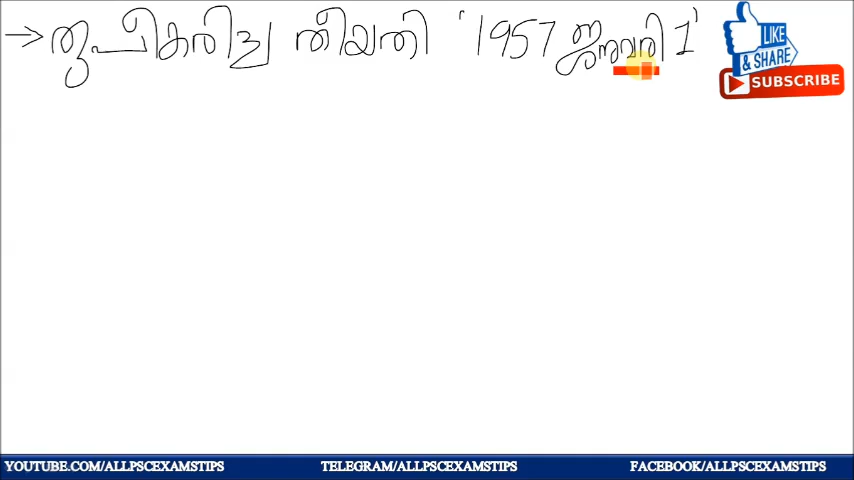 → രൂപീകരിച്ച തീയതി '1957 ജനുവരി 1'
LIKE
& SHARE
SUBSCRIBE
YOUTUBE.COM/ALLPSCEXAMSTIPS TELEGRAM/ALLPSCEXAMSTIPS FACEBOOK/ALLPSCEXAMSTIPS